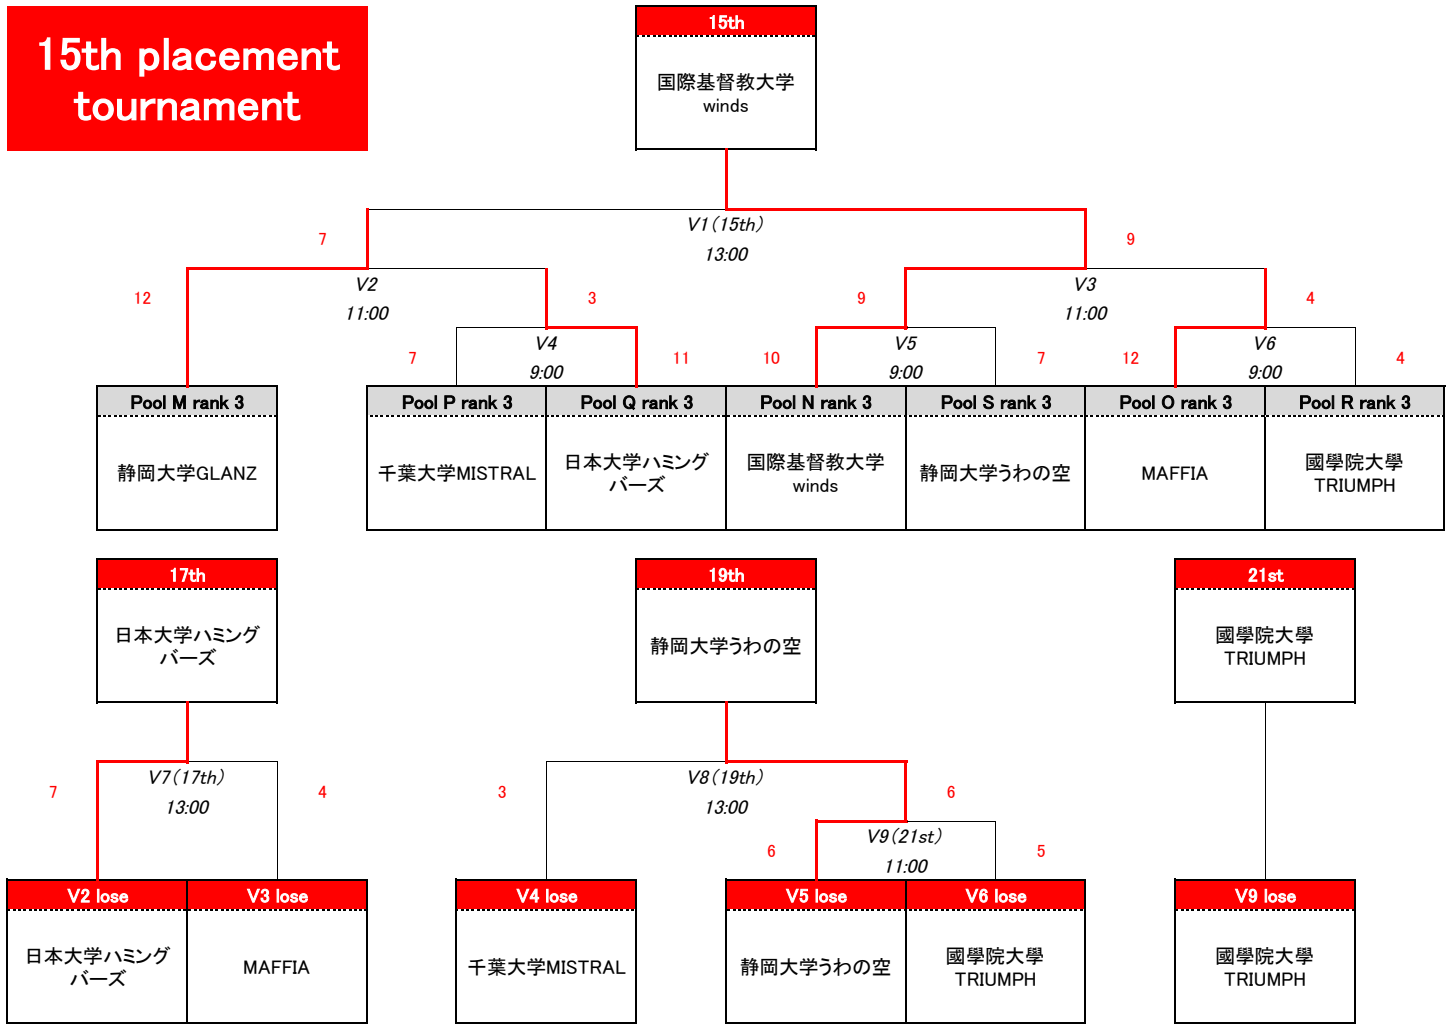 15th placement
tournament
15th
国際基督教大学
winds
V1(15th)
7
9
13:00
V2
V3
12
3
9
4
11:00
11:00
V4
V5
V6
7
11
10
7
12
4
9:00
9:00
9:00
Pool M rank 3
Pool P rank 3
Pool Q rank 3
Pool N rank 3
Pool S rank 3
Pool O rank 3
Pool R rank 3
静岡大学GLANZ
千葉大学MISTRAL
日本大学ハミング
バーズ
国際基督教大学
winds
静岡大学うわの空
MAFFIA
國學院大學
TRIUMPH
17th
19th
21st
日本大学ハミング
バーズ
静岡大学うわの空
國學院大學
TRIUMPH
V7(17th)
V8(19th)
7
4
3
6
13:00
13:00
V9(21st)
6
5
11:00
V2 lose
V3 lose
V4 lose
V5 lose
V6 lose
V9 lose
日本大学ハミング
バーズ
MAFFIA
千葉大学MISTRAL
静岡大学うわの空
國學院大學
TRIUMPH
國學院大學
TRIUMPH